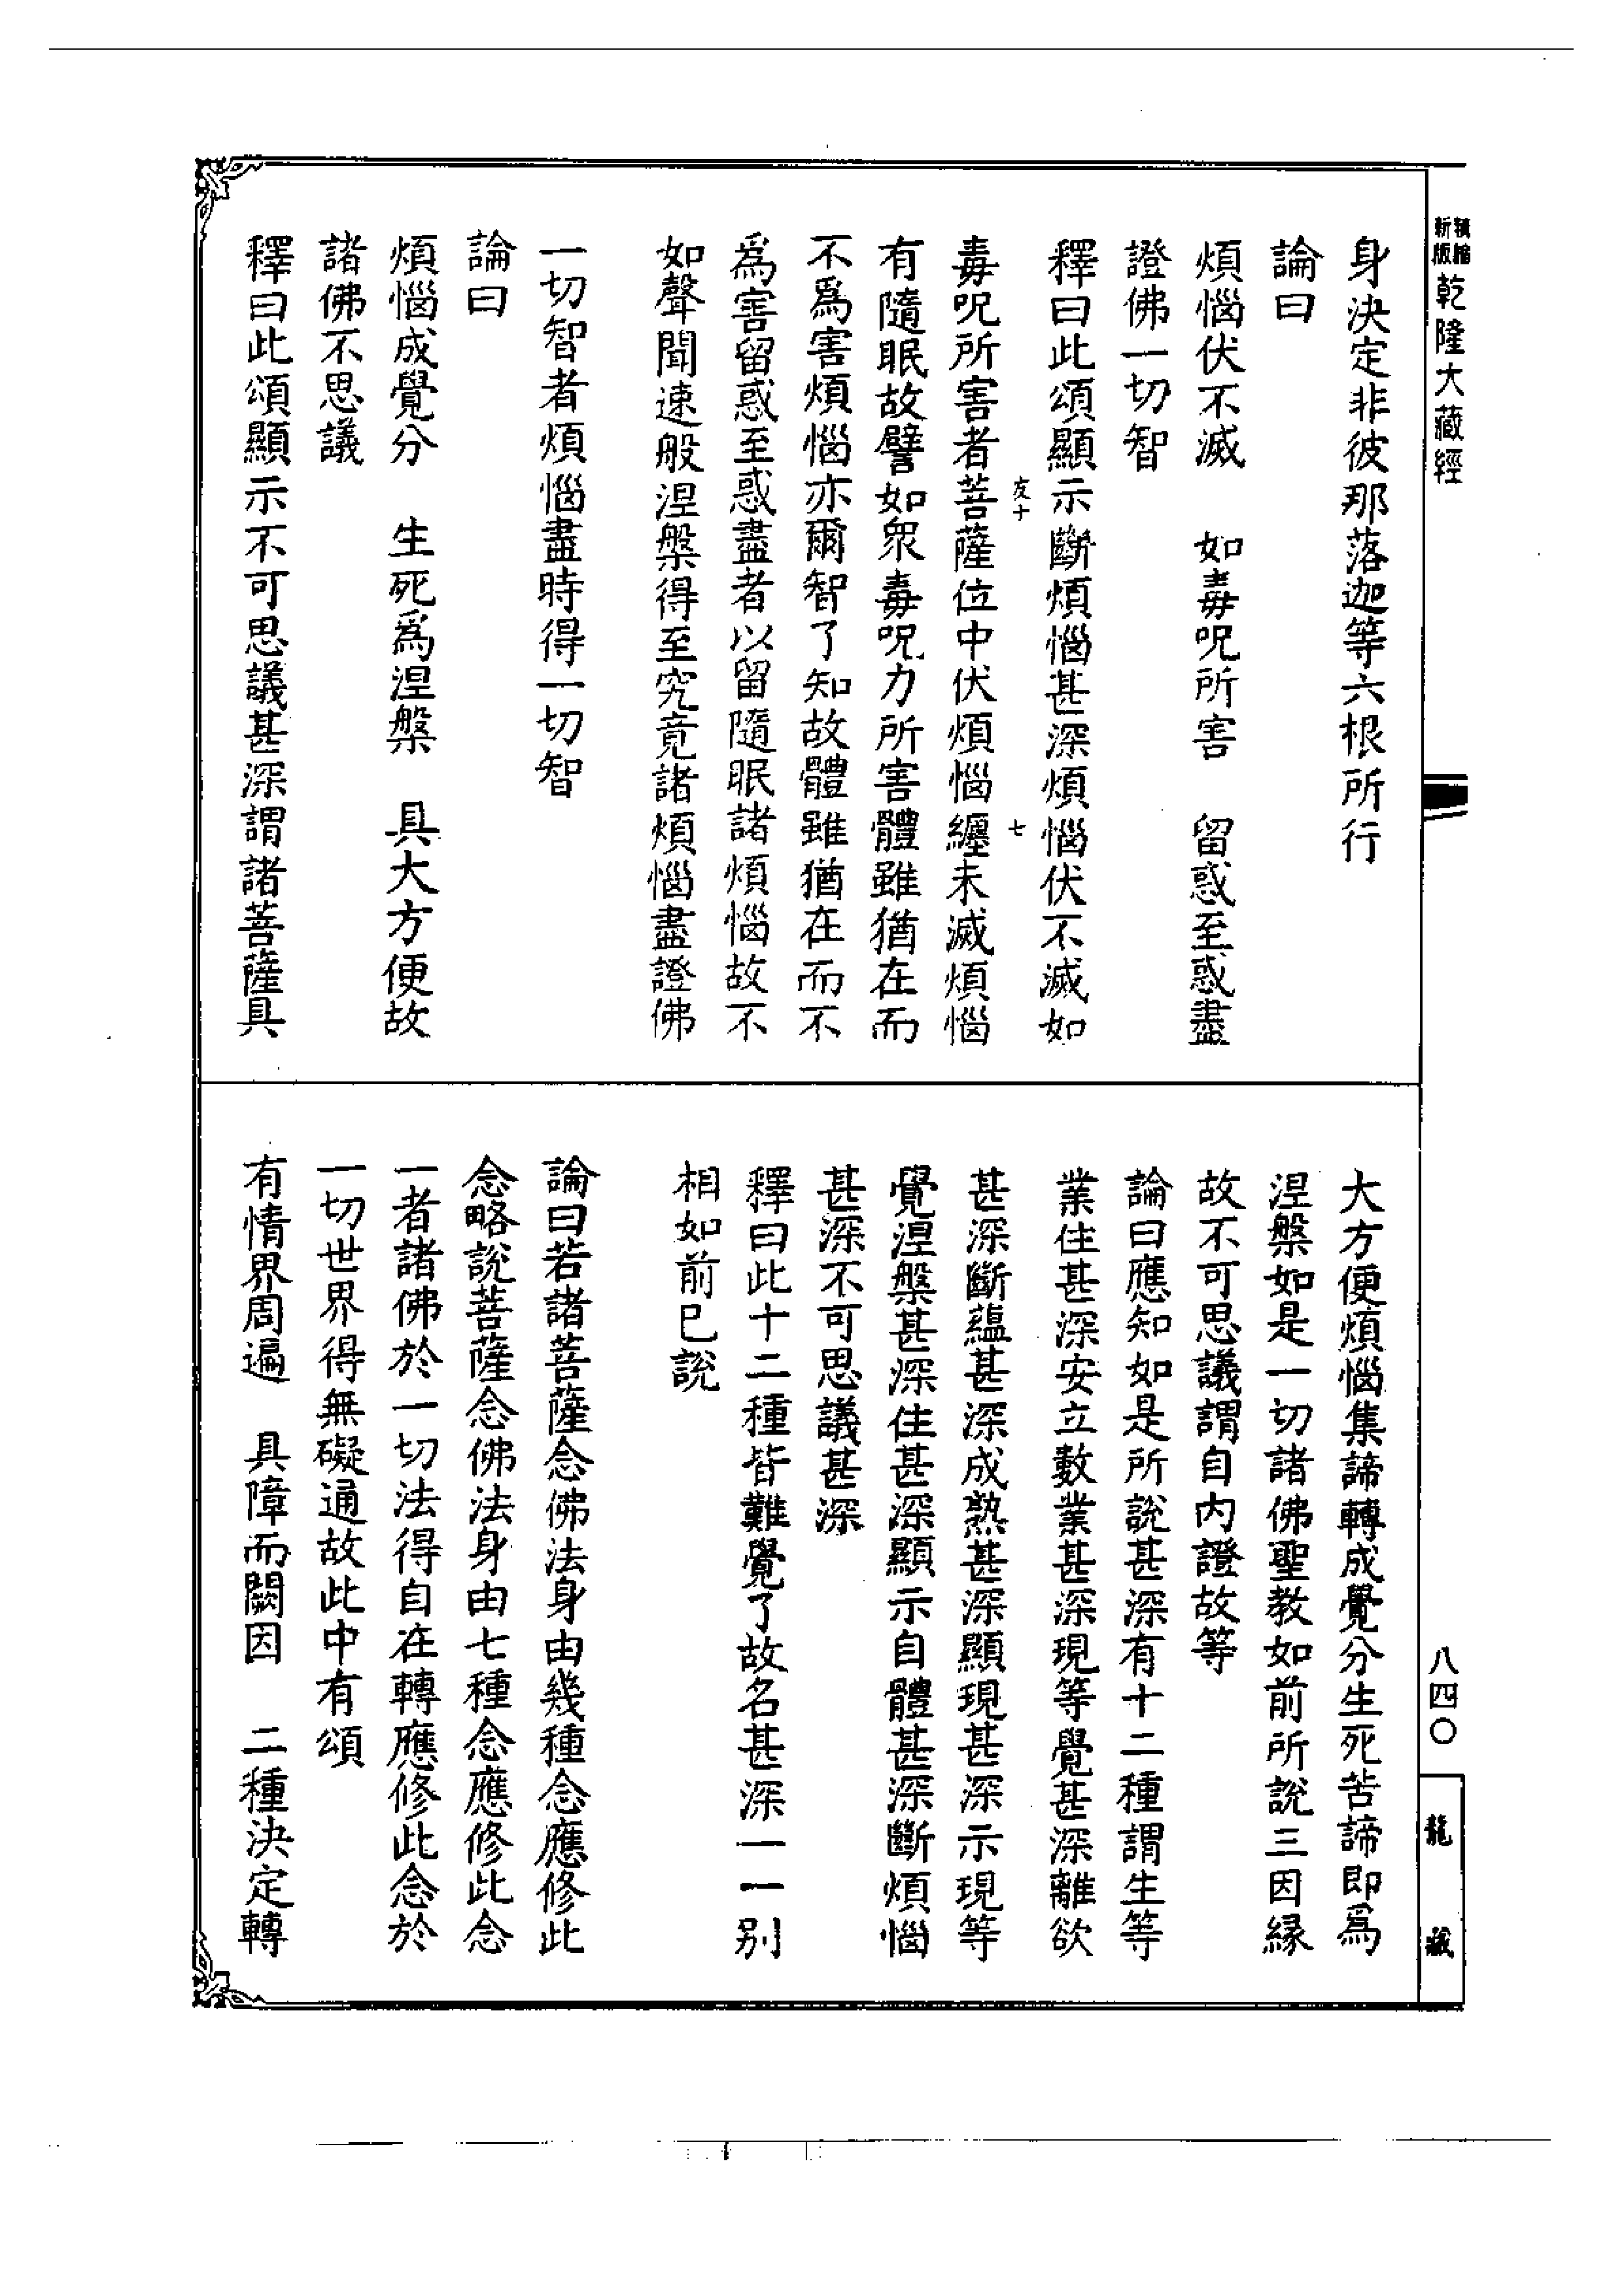 新版
縮
乾隆大藏經
八四〇
龍藏
身決定非彼那落迦等六根所行
論曰
煩惱伏不滅　如毒呪所害　留惑至惑盡
證佛一切智
釋曰此頌顯示斷煩惱甚深煩惱伏不滅如
友十　七
毒呪所害者菩薩位中伏煩惱纏未滅煩惱
有隨眠故譬如衆毒呪力所害體雖猶在而
不爲害煩惱亦爾智了知故體雖猶在而不
爲害留惑至惑盡者以留隨眠諸煩惱故不
如聲聞速般涅槃得至究竟諸煩惱盡證佛
一切智者煩惱盡時得一切智
論曰
煩惱成覺分　生死爲涅槃　具大方便故
諸佛不思議
釋曰此頌顯示不可思議甚深謂諸菩薩具
大方便煩惱集諦轉成覺分生死苦諦即爲
涅槃如是一切諸佛聖教如前所說三因緣
故不可思議謂自内證故等
論曰應知如是所說甚深有十二種謂生等
業住甚深安立數業甚深現等覺甚深離欲
甚深斷蘊甚深成熟甚深顯現甚深示現等
覺涅槃甚深住甚深顯示自體甚深斷煩惱
甚深不可思議甚深
釋曰此十二種皆難覺了故名甚深一一别
相如前已說
論曰若諸菩薩念佛法身由幾種念應修此
念略說菩薩念佛法身由七種念應修此念
一者諸佛於一切法得自在轉應修此念於
一切世界得無礙通故此中有頌
有情界周遍　具障而闕因　二種決定轉